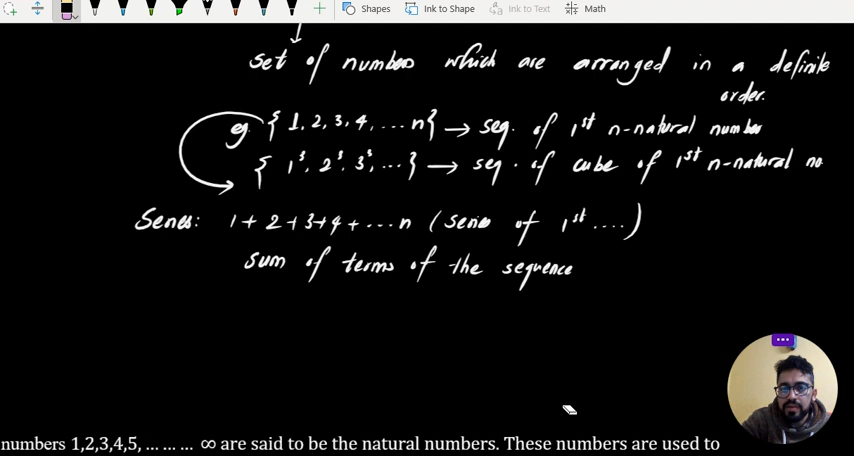 Shapes Ink to Shape Ink to Text Math
set of numbers which are arranged in a definite
order.
eg. { 1, 2, 3, 4, ... n} → seq. of 1st n-natural number
{ 1³, 2³, 3³, ...} → seq. of cube of 1st n-natural no
Series: 1 + 2 + 3 + 4 + ... n (series of 1st ....)
sum of terms of the sequence
numbers 1,2,3,4,5, ... ... ... ∞ are said to be the natural numbers. These numbers are used to